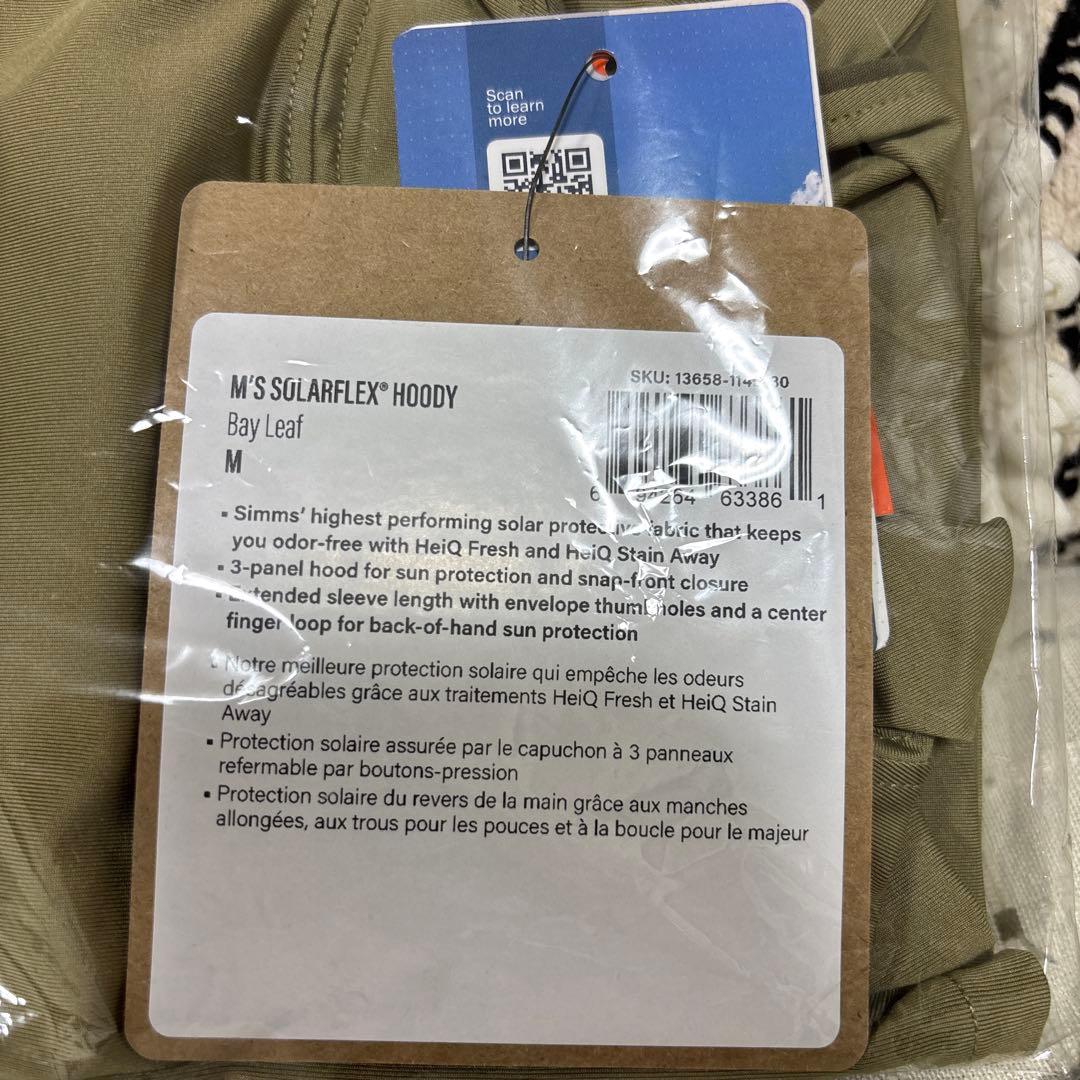 Scan
to learn
more
M'S SOLARFLEX® HOODY
Bay Leaf
M
SKU:
63386 1
▪ Simms' highest performing solar protective fabric that keeps
you odor-free with HeiQ Fresh and HeiQ Stain Away
▪ 3-panel hood for sun protection and snap-front closure
▪ Extended sleeve length with envelope thumbholes and a center
finger loop for back-of-hand sun protection
Notre meilleure protection solaire qui empêche les odeurs
désagréables grâce aux traitements HeiQ Fresh et HeiQ Stain
Away
▪ Protection solaire assurée par le capuchon à 3 panneaux
refermable par boutons-pression
▪ Protection solaire du revers de la main grâce aux manches
allongées, aux trous pour les pouces et à la boucle pour le majeur